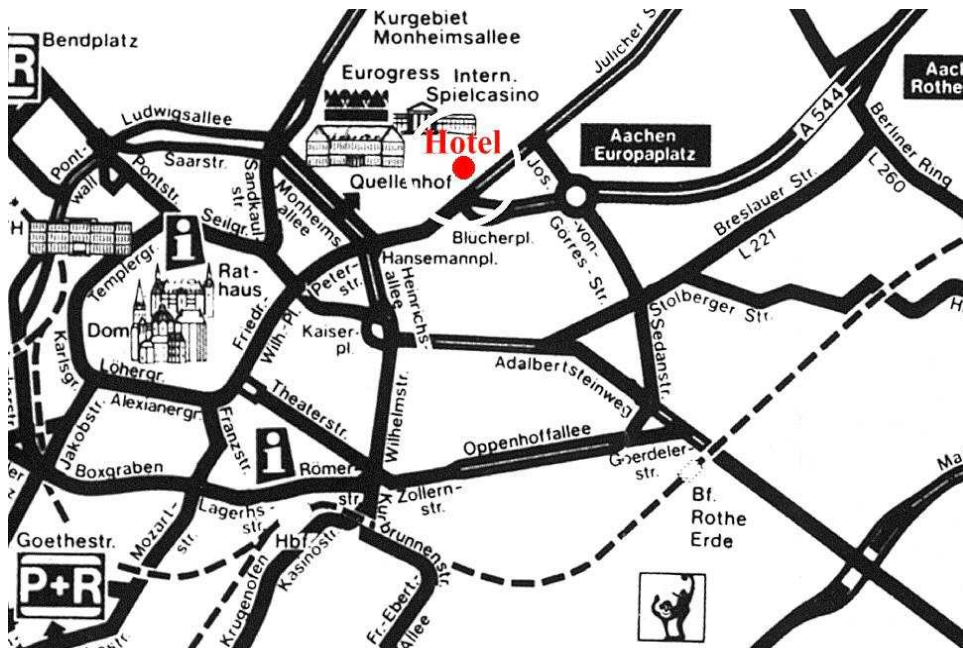 Kurgebiet
Monheimsallee
Jülicher
Bendplatz
R
Eurogress
Intern.
Spielcasino
Ludwigsallee
Hotel
Aachen
Europaplatz
A 544
Saarstr.
Pont-
wall
Pontstr.
Sandkaul-
str
Monheims
allee
Quellenhof
Jos.
-von-
Görres-Str.
Berliner Ring
L 260
Breslauer Str.
L 221
Seilgr.
i
Blücherpl.
Hansemannpl.
Templergr.
Rat-
haus
Peter-
str.
Heinrichs-
allee
Stolberger Str.
Dom
Friedr.-
Wilh.-Pl.
Kaiser-
pl.
Karlsgr.
Sedanstr.
Löhergr.
Adalbertsteinweg
Alexianergr.
Theaterstr.
Wilhelmstr.
Jakobstr.
Franzstr.
i
Oppenhoffallee
Goerdeler-
str.
Boxgraben
Römer-
str.
Zollern-
str.
Lagerhs-
str.
Bf.
Rothe
Erde
Kurbrunnenstr.
Goethestr.
P+R
Mozart-
str.
Hbf
Kasinostr.
Krugenofen
Fr.-Ebert-
Allee